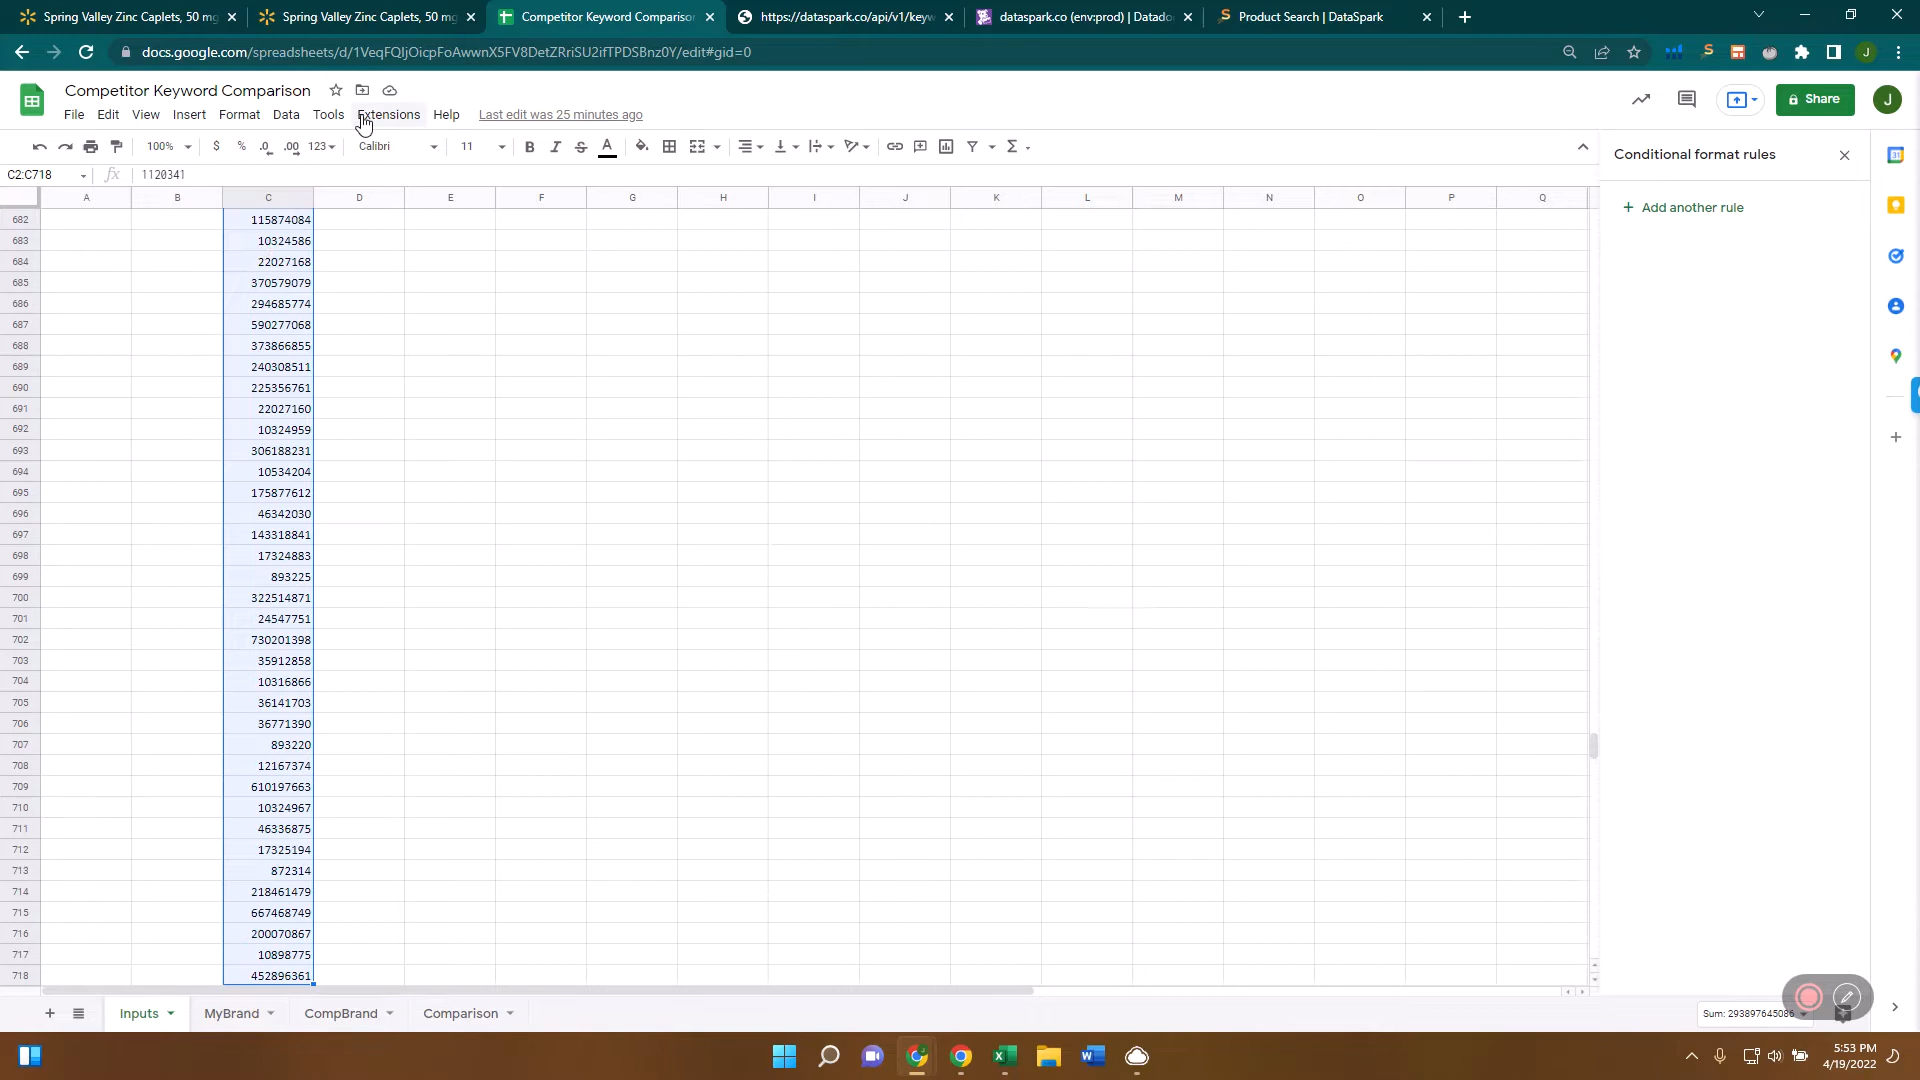 Spring Valley Zinc Caplets, 50 mg
Spring Valley Zinc Caplets, 50 mg
Competitor Keyword Comparison
https://dataspark.co/api/v1/keyw
dataspark.co (env:prod) | Datado
Product Search | DataSpark
docs.google.com/spreadsheets/d/1VeqFQIjOicpFoAwwnX5FV8DetZRriSU2ifTPDSBnz0Y/edit#gid=0
Competitor Keyword Comparison
File Edit View Insert Format Data Tools Extensions Help Last edit was 25 minutes ago
Share
J
100% $ % .0 .00 123 Calibri 11 B I S A Σ
Conditional format rules
C2:C718 fx 1120341
A B C D E F G H I J K L M N O P Q
+ Add another rule
682 115874084
683 10324586
684 22027168
685 370579079
686 294685774
687 590277068
688 373866855
689 240308511
690 225356761
691 22027160
692 10324959
693 306188231
694 10534204
695 175877612
696 46342030
697 143318841
698 17324883
699 893225
700 322514871
701 24547751
702 730201398
703 35912858
704 10316866
705 36141703
706 36771390
707 893220
708 12167374
709 610197663
710 10324967
711 46336875
712 17325194
713 872314
714 218461479
715 667468749
716 200070867
717 10898775
718 452896361
Inputs MyBrand CompBrand Comparison
Sum: 293897645086
5:53 PM
4/19/2022